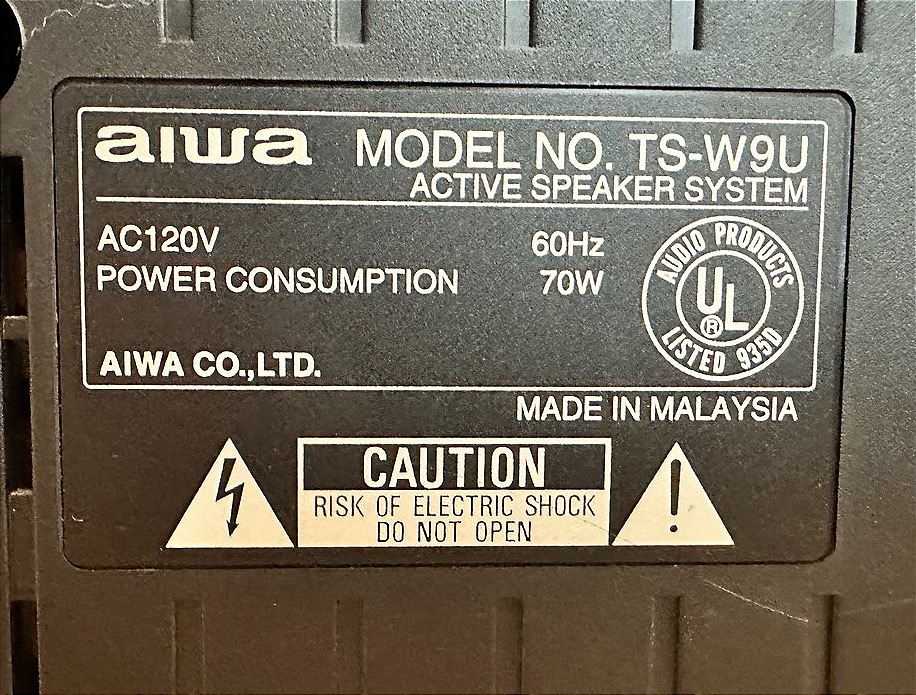 aiwa MODEL NO. TS-W9U
ACTIVE SPEAKER SYSTEM
AC120V 60Hz
POWER CONSUMPTION 70W
AUDIO PRODUCTS
UL
®
LISTED 935D
AIWA CO.,LTD.
MADE IN MALAYSIA
CAUTION
RISK OF ELECTRIC SHOCK
DO NOT OPEN